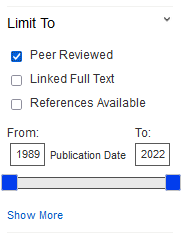 Limit To
Peer Reviewed
Linked Full Text
References Available
From: To:
1989 Publication Date 2022
Show More